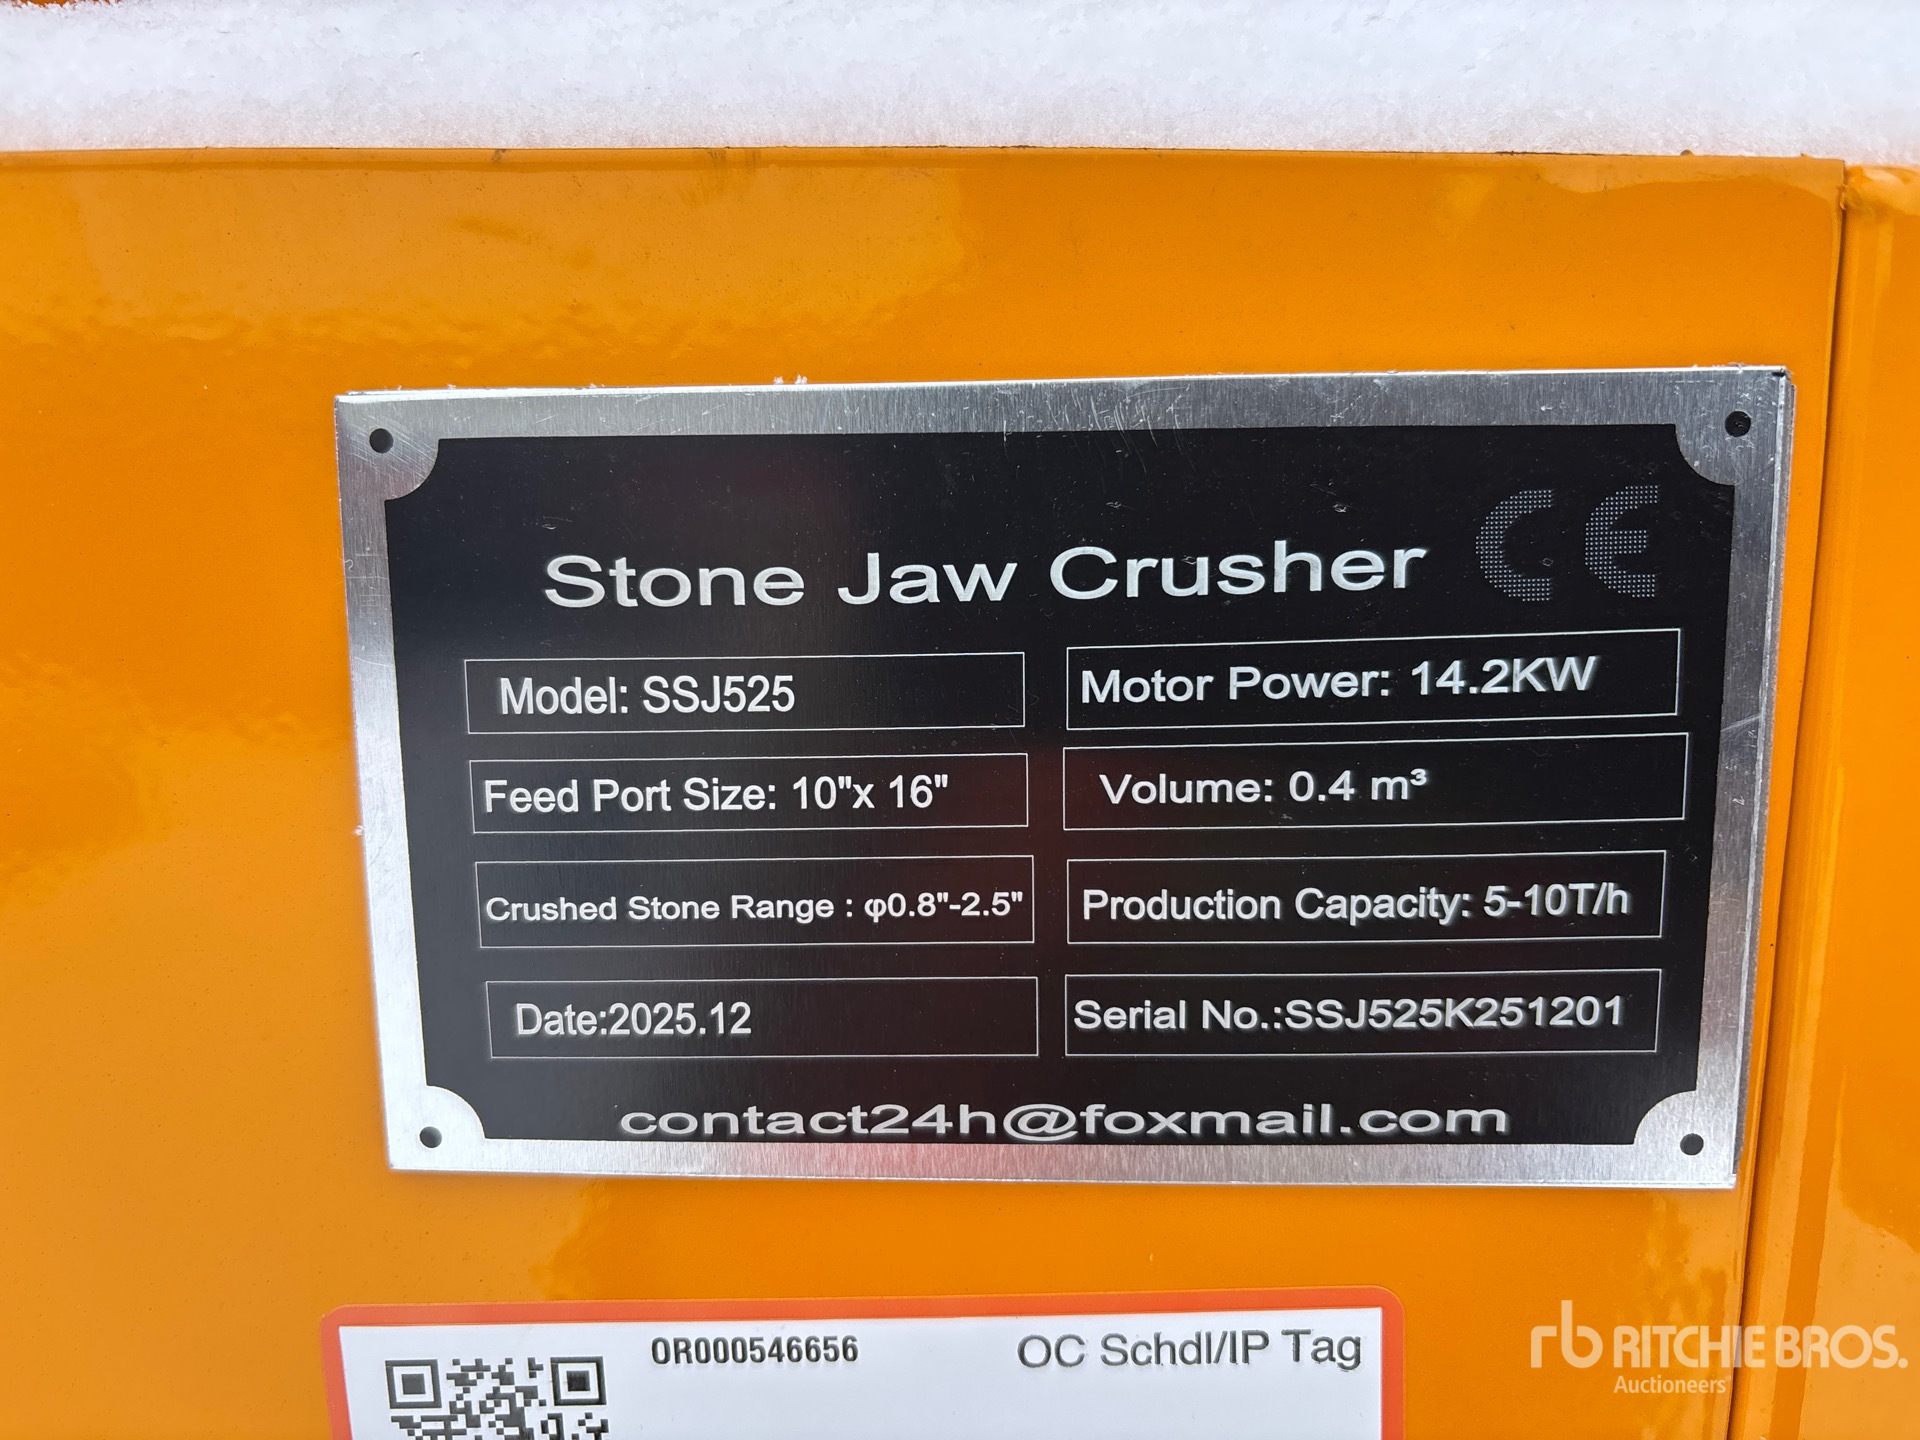 Stone Jaw Crusher CE
Model: SSJ525
Motor Power: 14.2KW
Feed Port Size: 10"x 16"
Volume: 0.4 m³
Crushed Stone Range : φ0.8"-2.5"
Production Capacity: 5-10T/h
Date:2025.12
Serial No.:SSJ525K251201
contact24h@foxmail.com
OR000546656
OC Schdl/IP Tag
rb RITCHIE BROS.
Auctioneers